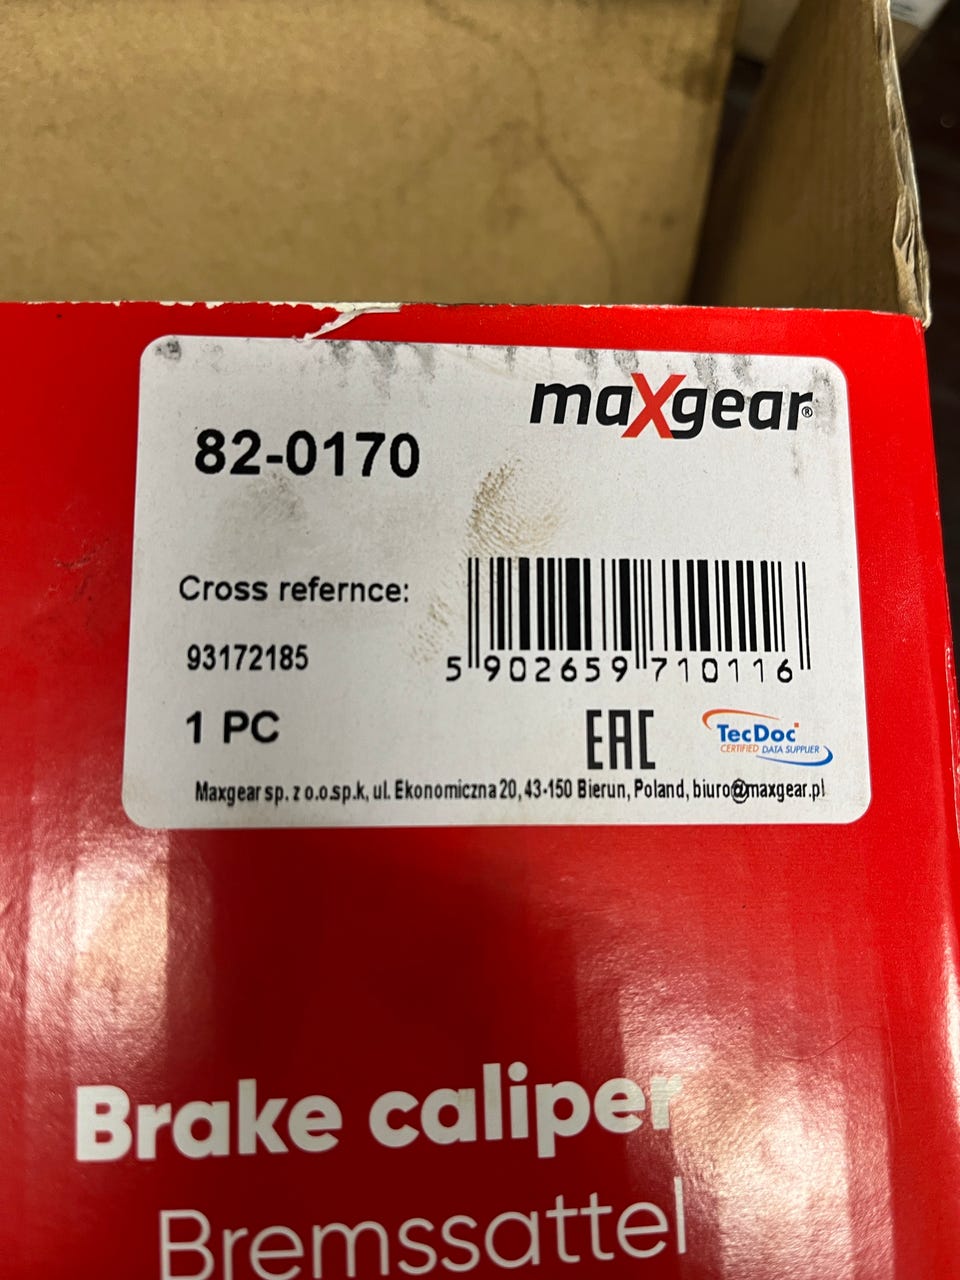 maXgear®
82-0170
Cross refernce:
93172185
5 902659 710116
1 PC
EAC
TecDoc
CERTIFIED DATA SUPPLIER
Maxgear sp. z o.o.sp.k, ul. Ekonomiczna 20, 43-150 Bierun, Poland, biuro@maxgear.pl
Brake caliper
Bremssattel